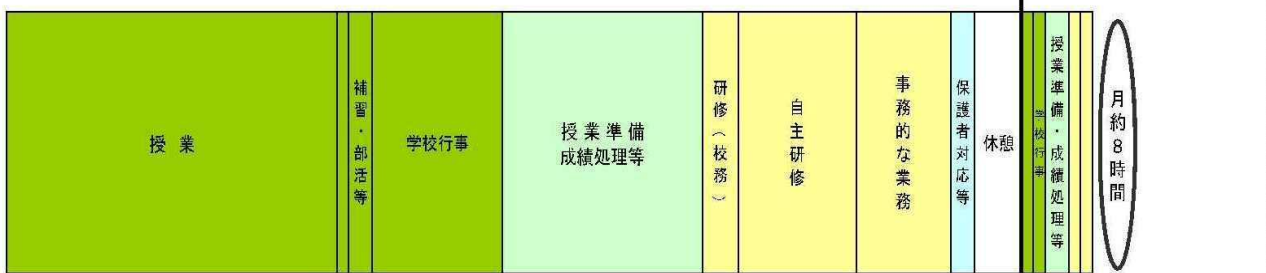 授業
補習・部活等
学校行事
授業準備
成績処理等
研修(校務)
自主研修
事務的な業務
保護者対応等
休憩
学校行事
授業準備・成績処理等
月約8時間